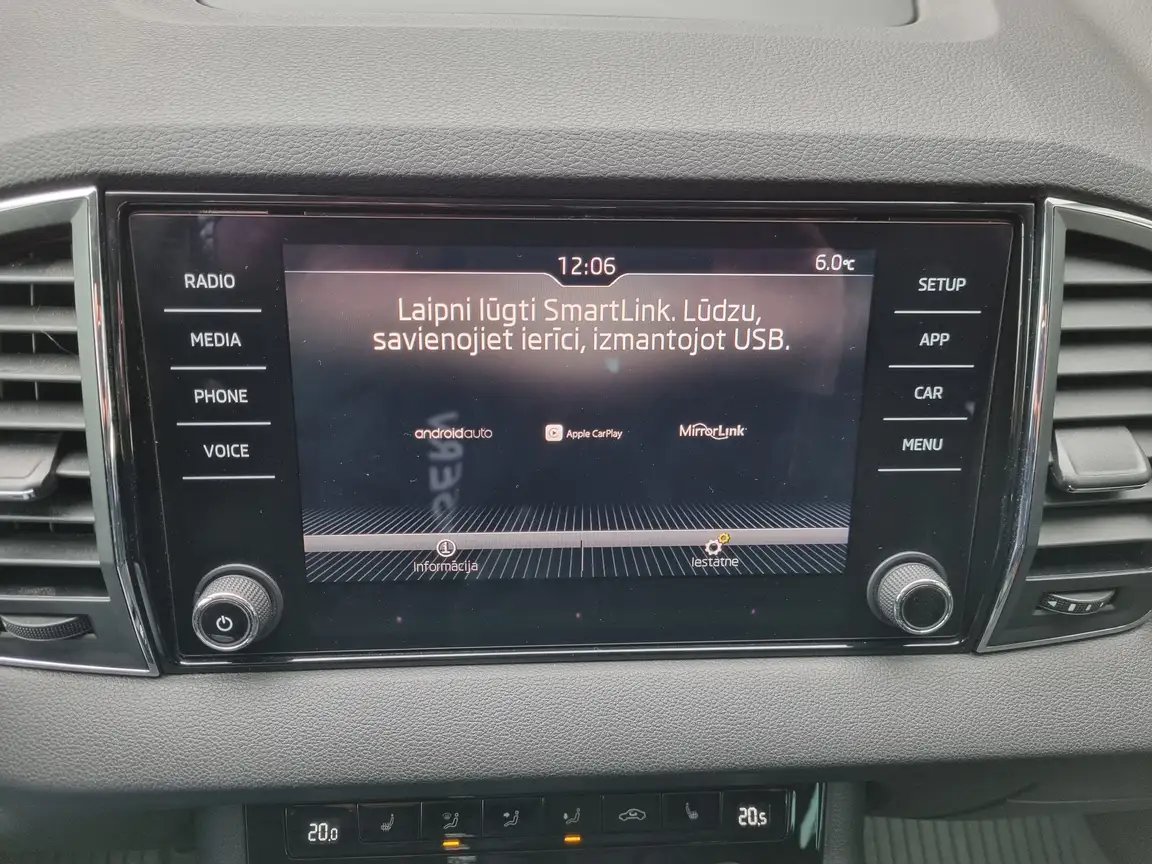 12:06
6.0°C
RADIO
MEDIA
PHONE
VOICE
Laipni lūgti SmartLink. Lūdzu,
savienojiet ierīci, izmantojot USB.
androidauto
Apple CarPlay
MirrorLink
Informācija
Iestatne
SETUP
APP
CAR
MENU
20.0
20.5